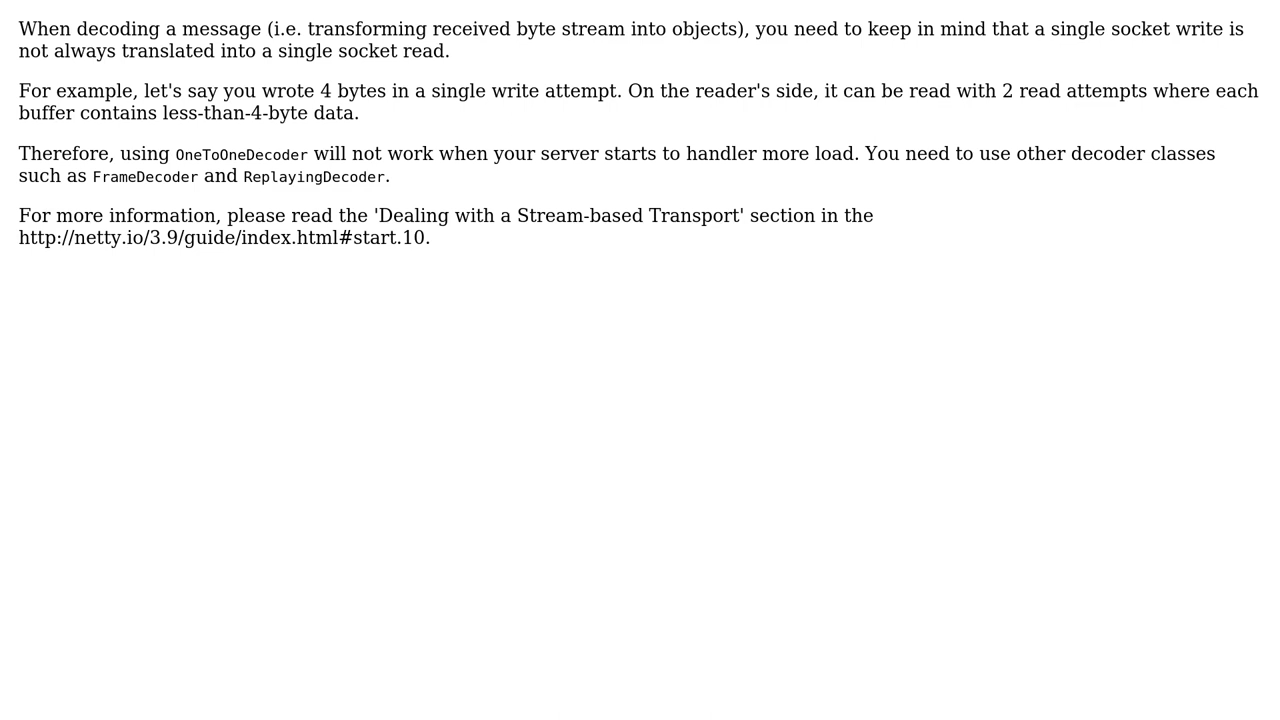 When decoding a message (i.e. transforming received byte stream into objects), you need to keep in mind that a single socket write is
not always translated into a single socket read.
For example, let's say you wrote 4 bytes in a single write attempt. On the reader's side, it can be read with 2 read attempts where each
buffer contains less-than-4-byte data.
Therefore, using OneToOneDecoder will not work when your server starts to handler more load. You need to use other decoder classes
such as FrameDecoder and ReplayingDecoder.
For more information, please read the 'Dealing with a Stream-based Transport' section in the
http://netty.io/3.9/guide/index.html#start.10.